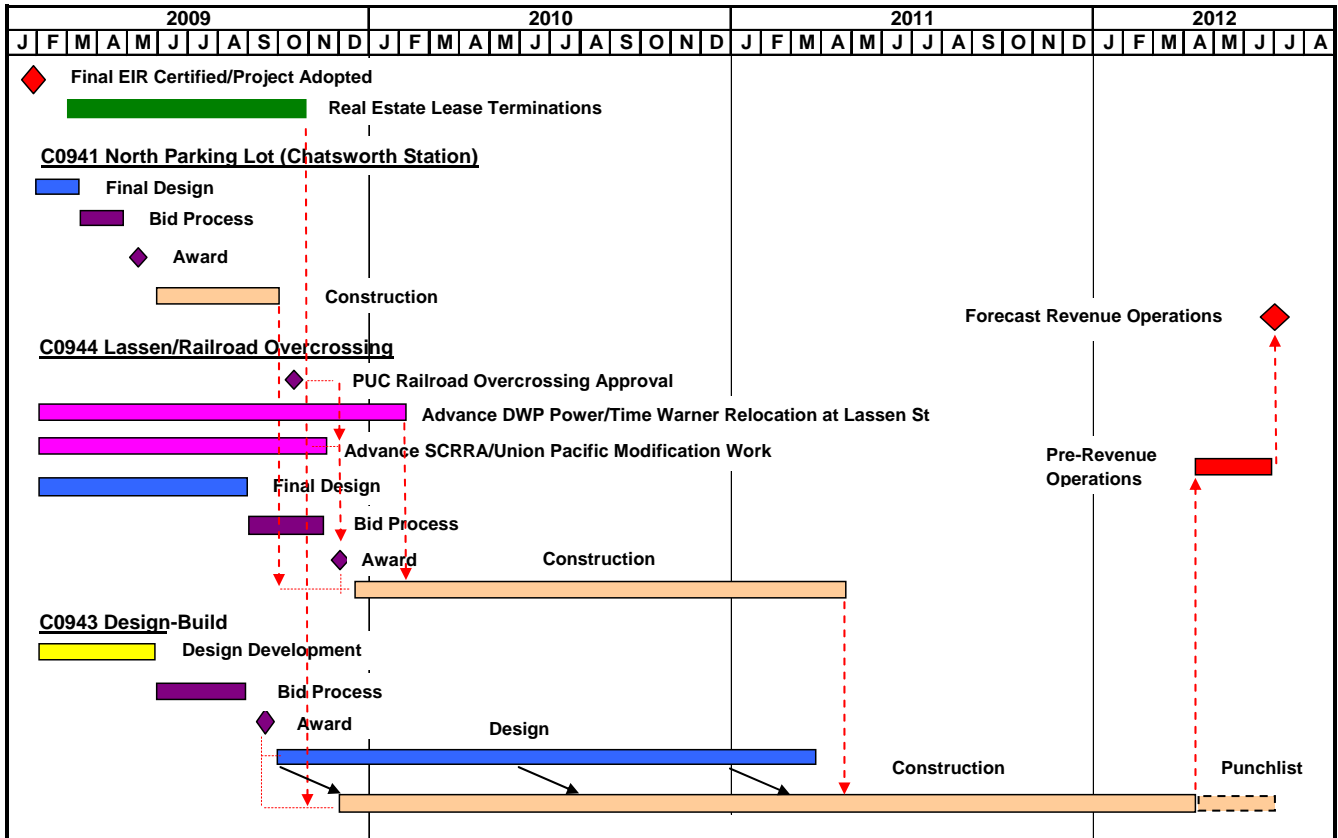 2009 2010 2011 2012
J F M A M J J A S O N D J F M A M J J A S O N D J F M A M J J A S O N D J F M A M J J A
Final EIR Certified/Project Adopted
Real Estate Lease Terminations
C0941 North Parking Lot (Chatsworth Station)
Final Design
Bid Process
Award
Construction
Forecast Revenue Operations
C0944 Lassen/Railroad Overcrossing
PUC Railroad Overcrossing Approval
Advance DWP Power/Time Warner Relocation at Lassen St
Advance SCRRA/Union Pacific Modification Work
Pre-Revenue
Operations
Final Design
Bid Process
Award
Construction
C0943 Design-Build
Design Development
Bid Process
Award
Design
Construction
Punchlist